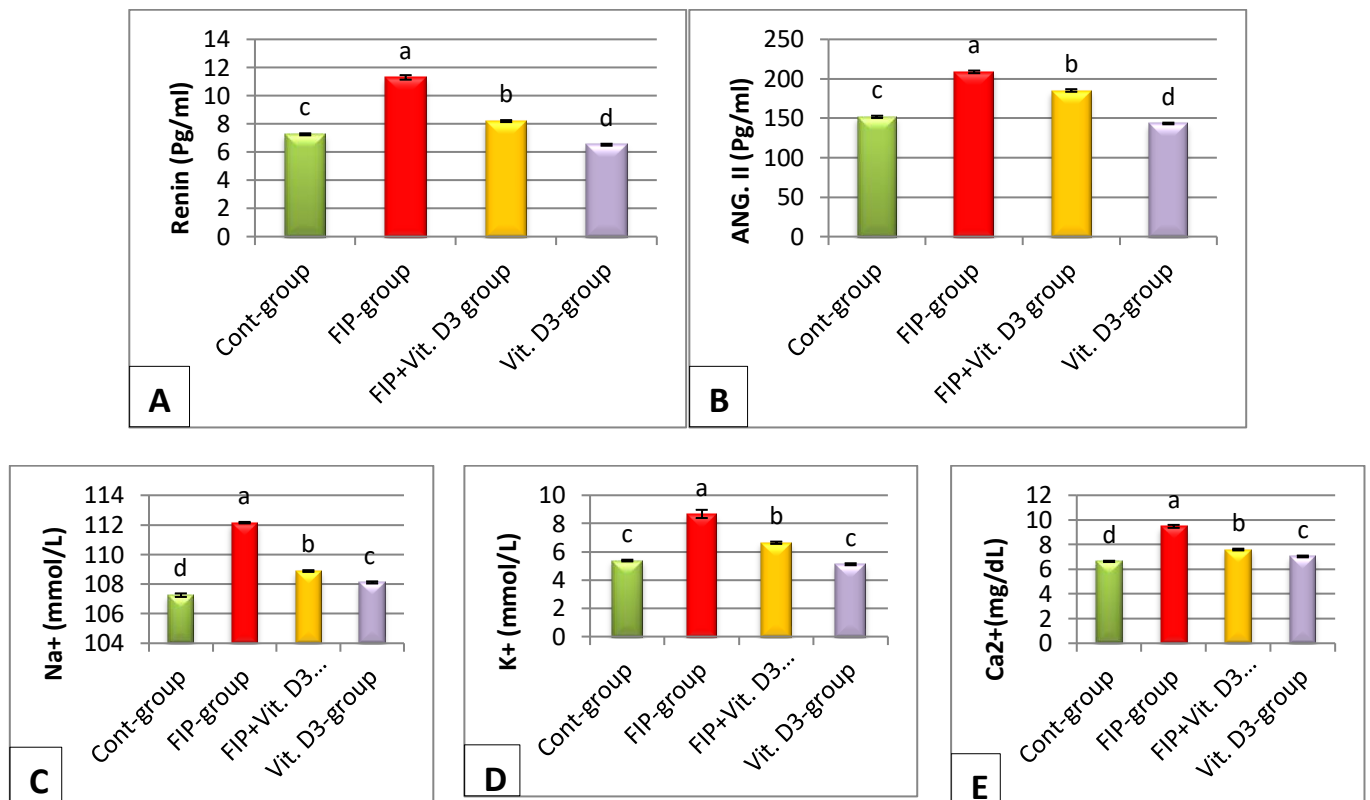 Renin (Pg/ml)
14
12
10
8
6
4
2
0
c
a
b
d
Cont-group
FIP-group
FIP+Vit. D3 group
Vit. D3-group
A
ANG. II (Pg/ml)
250
200
150
100
50
0
c
a
b
d
Cont-group
FIP-group
FIP+Vit. D3 group
Vit. D3-group
B
Na+ (mmol/L)
114
112
110
108
106
104
d
a
b
c
Cont-group
FIP-group
FIP+Vit. D3...
Vit. D3-group
C
K+ (mmol/L)
10
8
6
4
2
0
c
a
b
c
Cont-group
FIP-group
FIP+Vit. D3...
Vit. D3-group
D
Ca2+(mg/dL)
12
10
8
6
4
2
0
d
a
b
c
Cont-group
FIP-group
FIP+Vit. D3...
Vit. D3-group
E